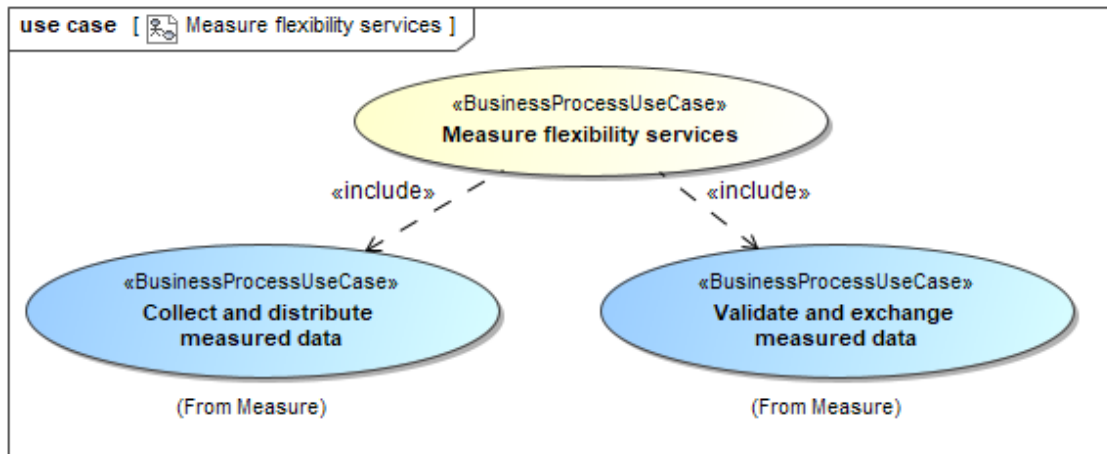 use case [ Measure flexibility services ]
«BusinessProcessUseCase»
Measure flexibility services
«include» «include»
«BusinessProcessUseCase»
Collect and distribute
measured data
(From Measure)
«BusinessProcessUseCase»
Validate and exchange
measured data
(From Measure)